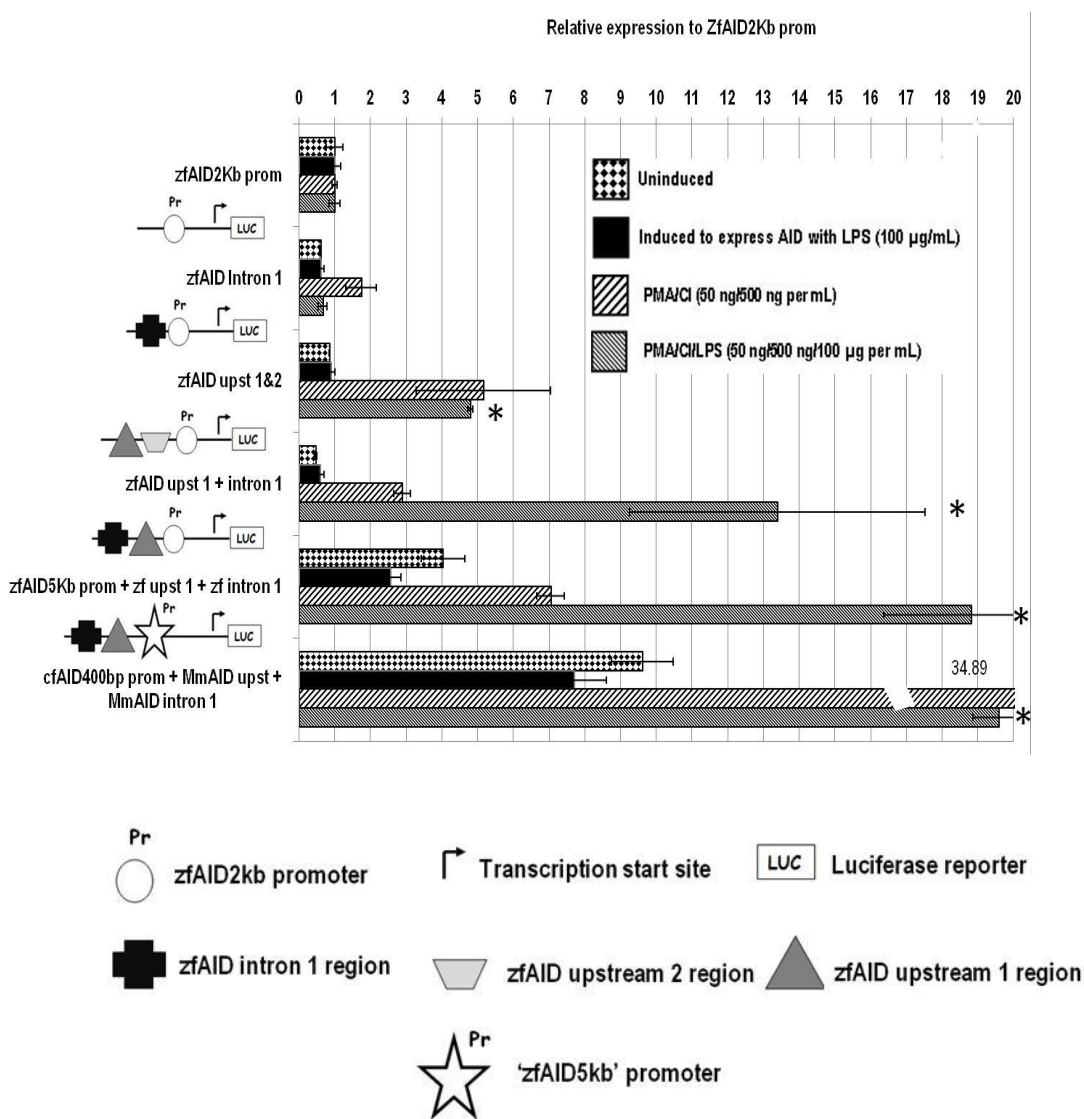 Relative expression to ZfAID2Kb prom
0 1 2 3 4 5 6 7 8 9 10 11 12 13 14 15 16 17 18 19 20
zfAID2Kb prom
Pr
LUC
Uninduced
Induced to express AID with LPS (100 µg/mL)
PMA/CI (50 ng/500 ng per mL)
PMA/CI/LPS (50 ng/500 ng/100 µg per mL)
zfAID Intron 1
Pr
LUC
zfAID upst 1&2
*
Pr
LUC
zfAID upst 1 + intron 1
*
Pr
LUC
zfAID5Kb prom + zf upst 1 + zf intron 1
*
Pr
LUC
cfAID400bp prom + MmAID upst +
MmAID intron 1
34.89
*
Pr
zfAID2kb promoter
Transcription start site
LUC
Luciferase reporter
zfAID intron 1 region
zfAID upstream 2 region
zfAID upstream 1 region
Pr
'zfAID5kb' promoter